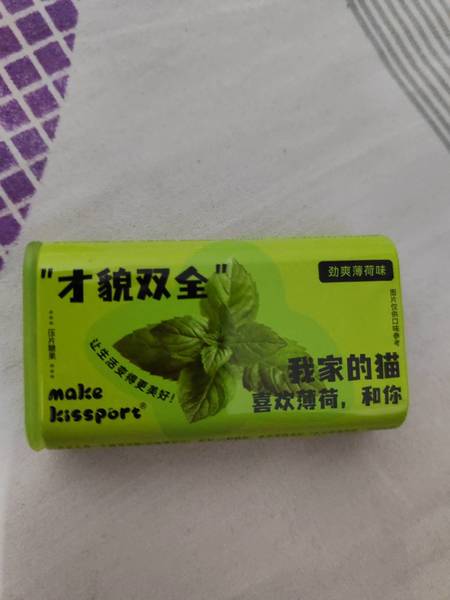 "才貌双全"
劲爽薄荷味
图片仅供口味参考
压片糖果
让生活变得更美好!
make
kissport®
我家的猫
喜欢薄荷，和你